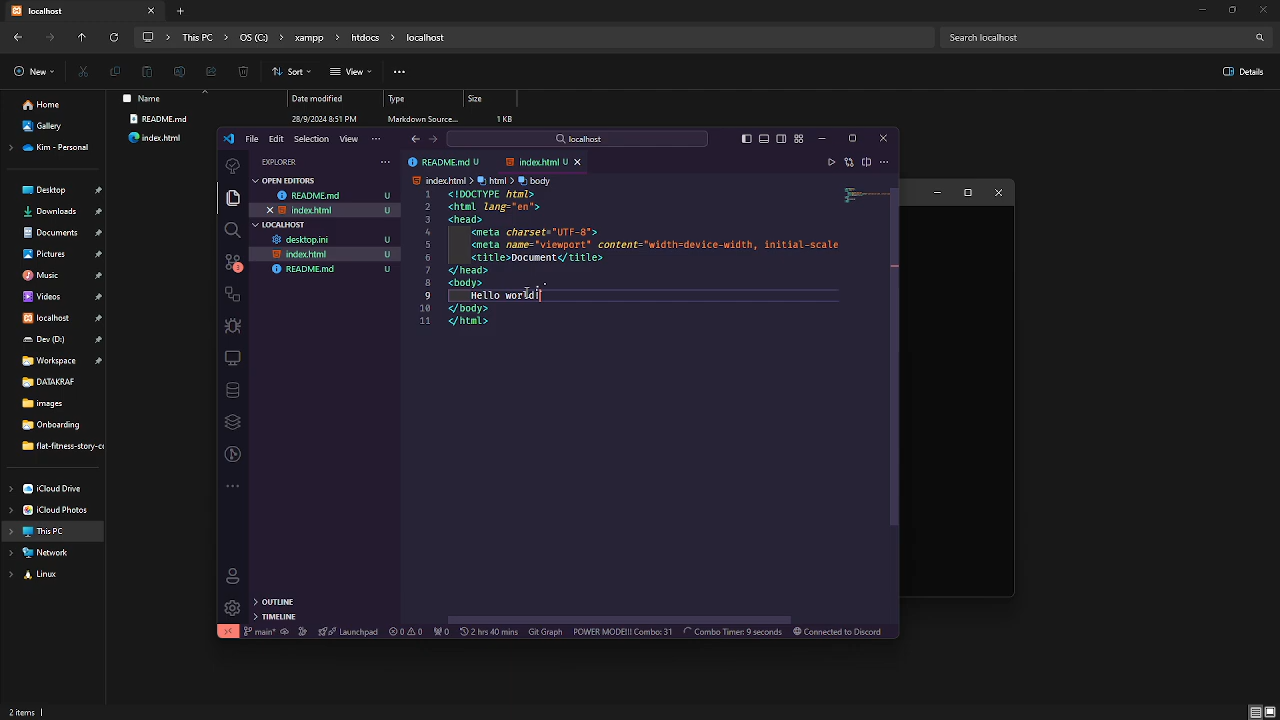 localhost
This PC > OS (C:) > xampp > htdocs > localhost
Search localhost
New Sort View Details
Home
Gallery
Kim - Personal
Desktop
Downloads
Documents
Pictures
Music
Videos
localhost
Dev (D:)
Workspace
DATAKRAF
images
Onboarding
flat-fitness-story-co
iCloud Drive
iCloud Photos
This PC
Network
Linux
Name Date modified Type Size
README.md 28/9/2024 8:51 PM Markdown Source... 1 KB
index.html
File Edit Selection View ··· localhost
EXPLORER
OPEN EDITORS
README.md U
index.html U
LOCALHOST
desktop.ini U
index.html U
README.md U
OUTLINE
TIMELINE
README.md U index.html U
index.html > html > body
1 <!DOCTYPE html>
2 <html lang="en">
3 <head>
4 <meta charset="UTF-8">
5 <meta name="viewport" content="width=device-width, initial-scale
6 <title>Document</title>
7 </head>
8 <body>
9 Hello world!
10 </body>
11 </html>
main* Launchpad 0 0 0 2 hrs 40 mins Git Graph POWER MODE!!! Combo: 31 Combo Timer: 9 seconds Connected to Discord
2 items